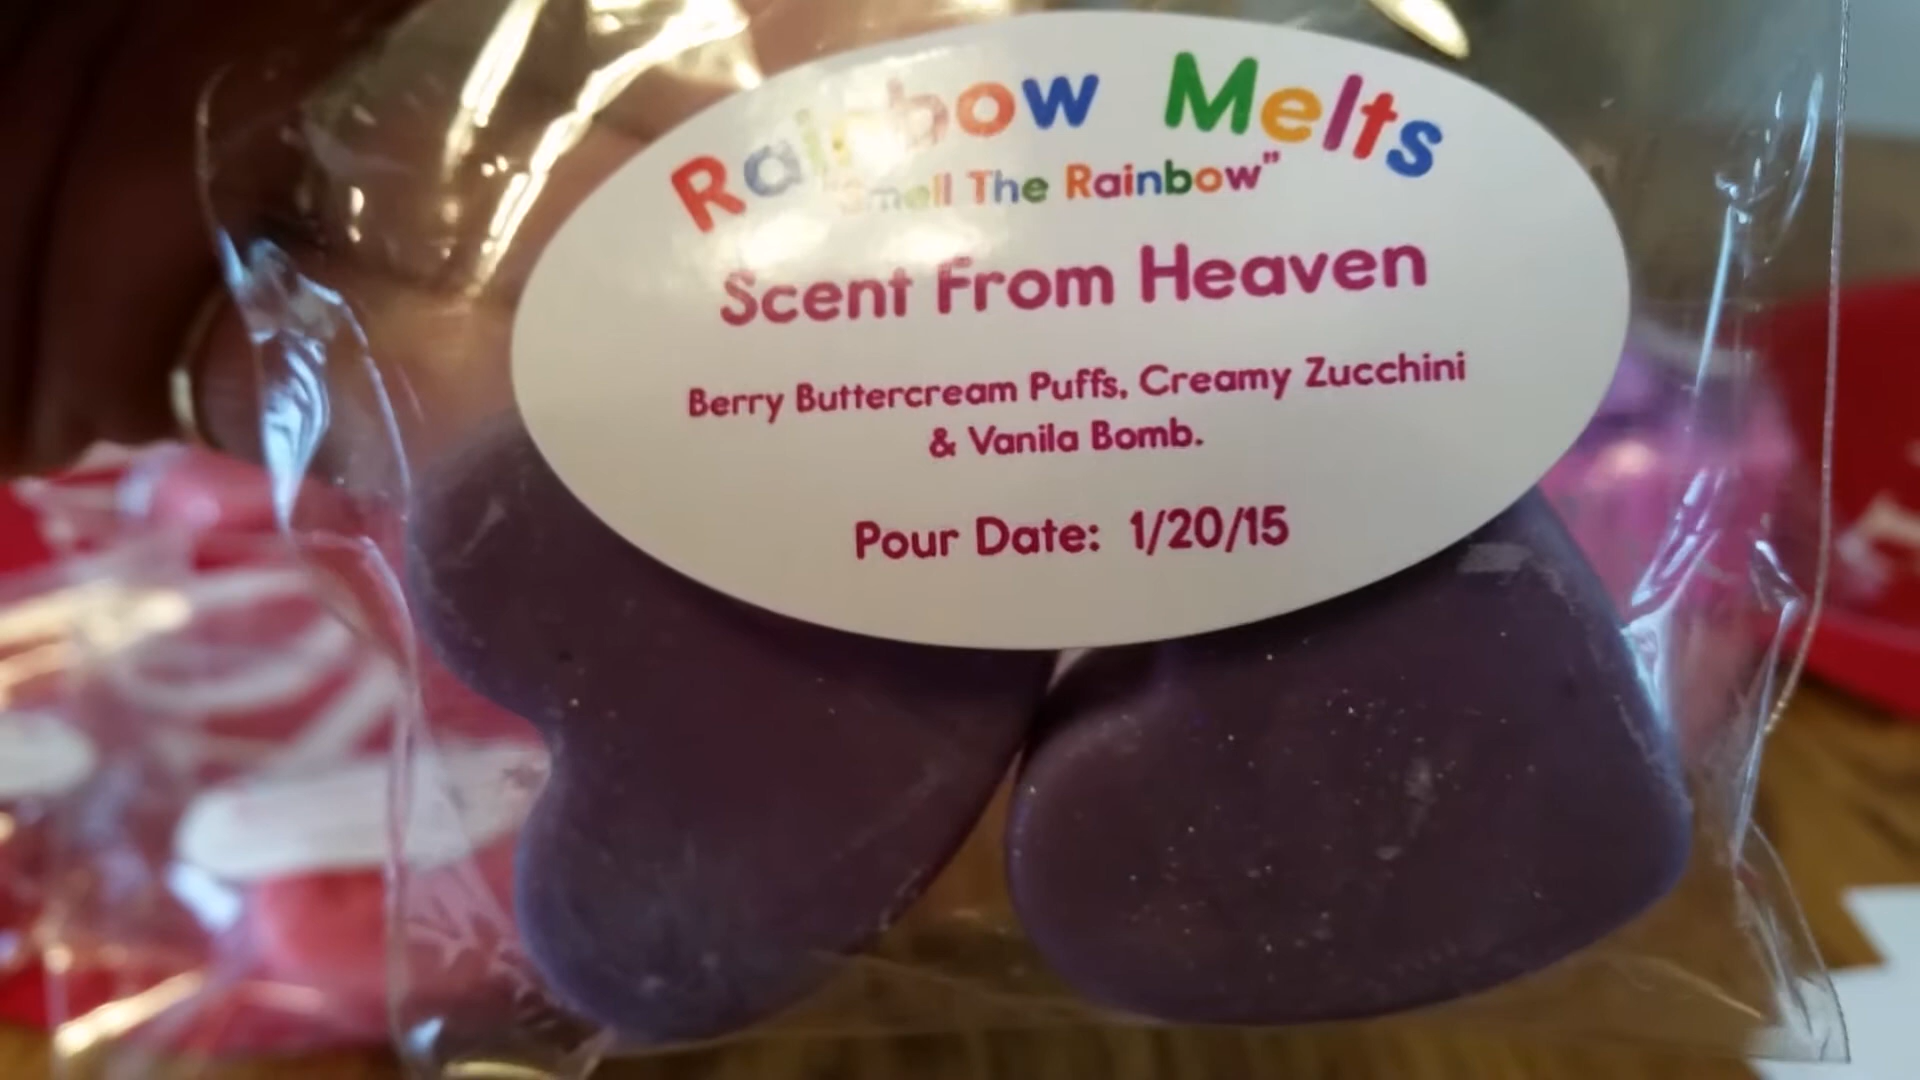 Rainbow Melts
"Smell The Rainbow"
Scent From Heaven
Berry Buttercream Puffs, Creamy Zucchini
& Vanila Bomb.
Pour Date: 1/20/15